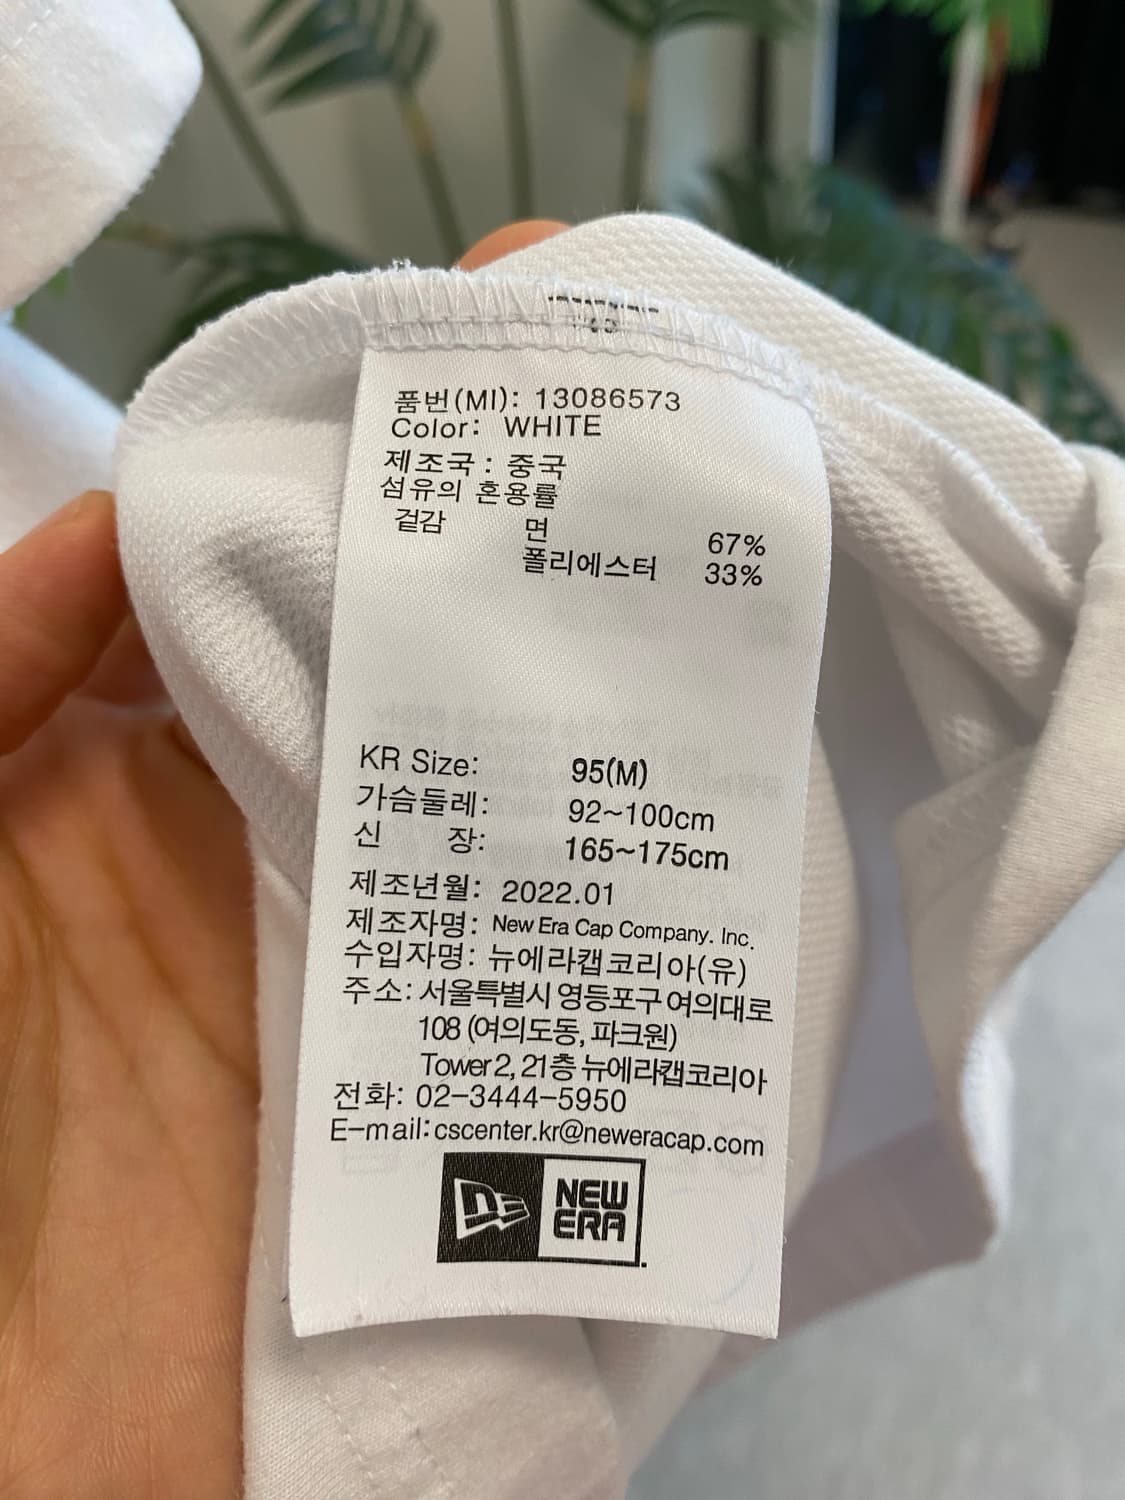 품번(MI): 13086573
Color: WHITE
제조국 : 중국
섬유의 혼용률
겉감 면 67%
폴리에스터 33%
KR Size: 95(M)
가슴둘레: 92~100cm
신 장: 165~175cm
제조년월: 2022.01
제조자명: New Era Cap Company. Inc.
수입자명: 뉴에라캡코리아(유)
주소: 서울특별시 영등포구 여의대로
108 (여의도동, 파크원)
Tower 2, 21층 뉴에라캡코리아
전화: 02-3444-5950
E-mail: cscenter.kr@neweracap.com
NEW
ERA